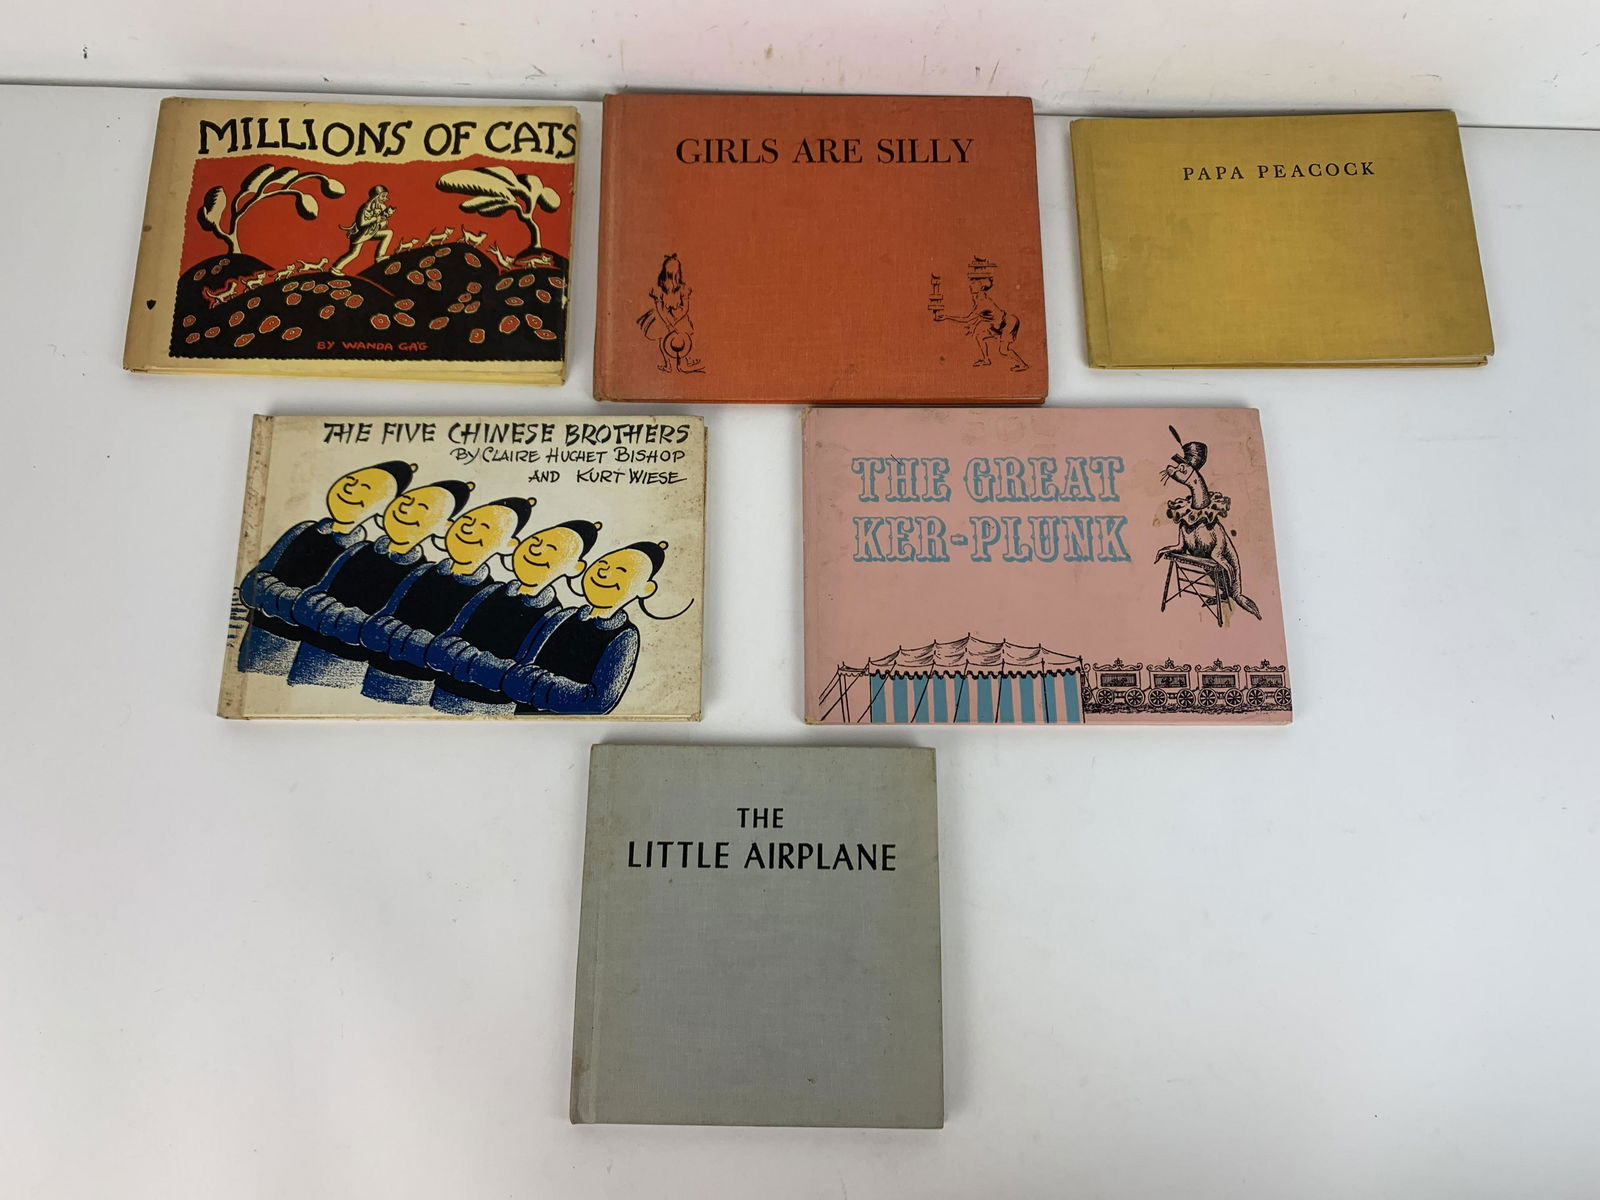 MILLIONS OF CATS
BY WANDA GÁG
GIRLS ARE SILLY
PAPA PEACOCK
THE FIVE CHINESE BROTHERS
BY CLAIRE HUCHET BISHOP
AND KURT WIESE
THE GREAT
KER-PLUNK
THE
LITTLE AIRPLANE